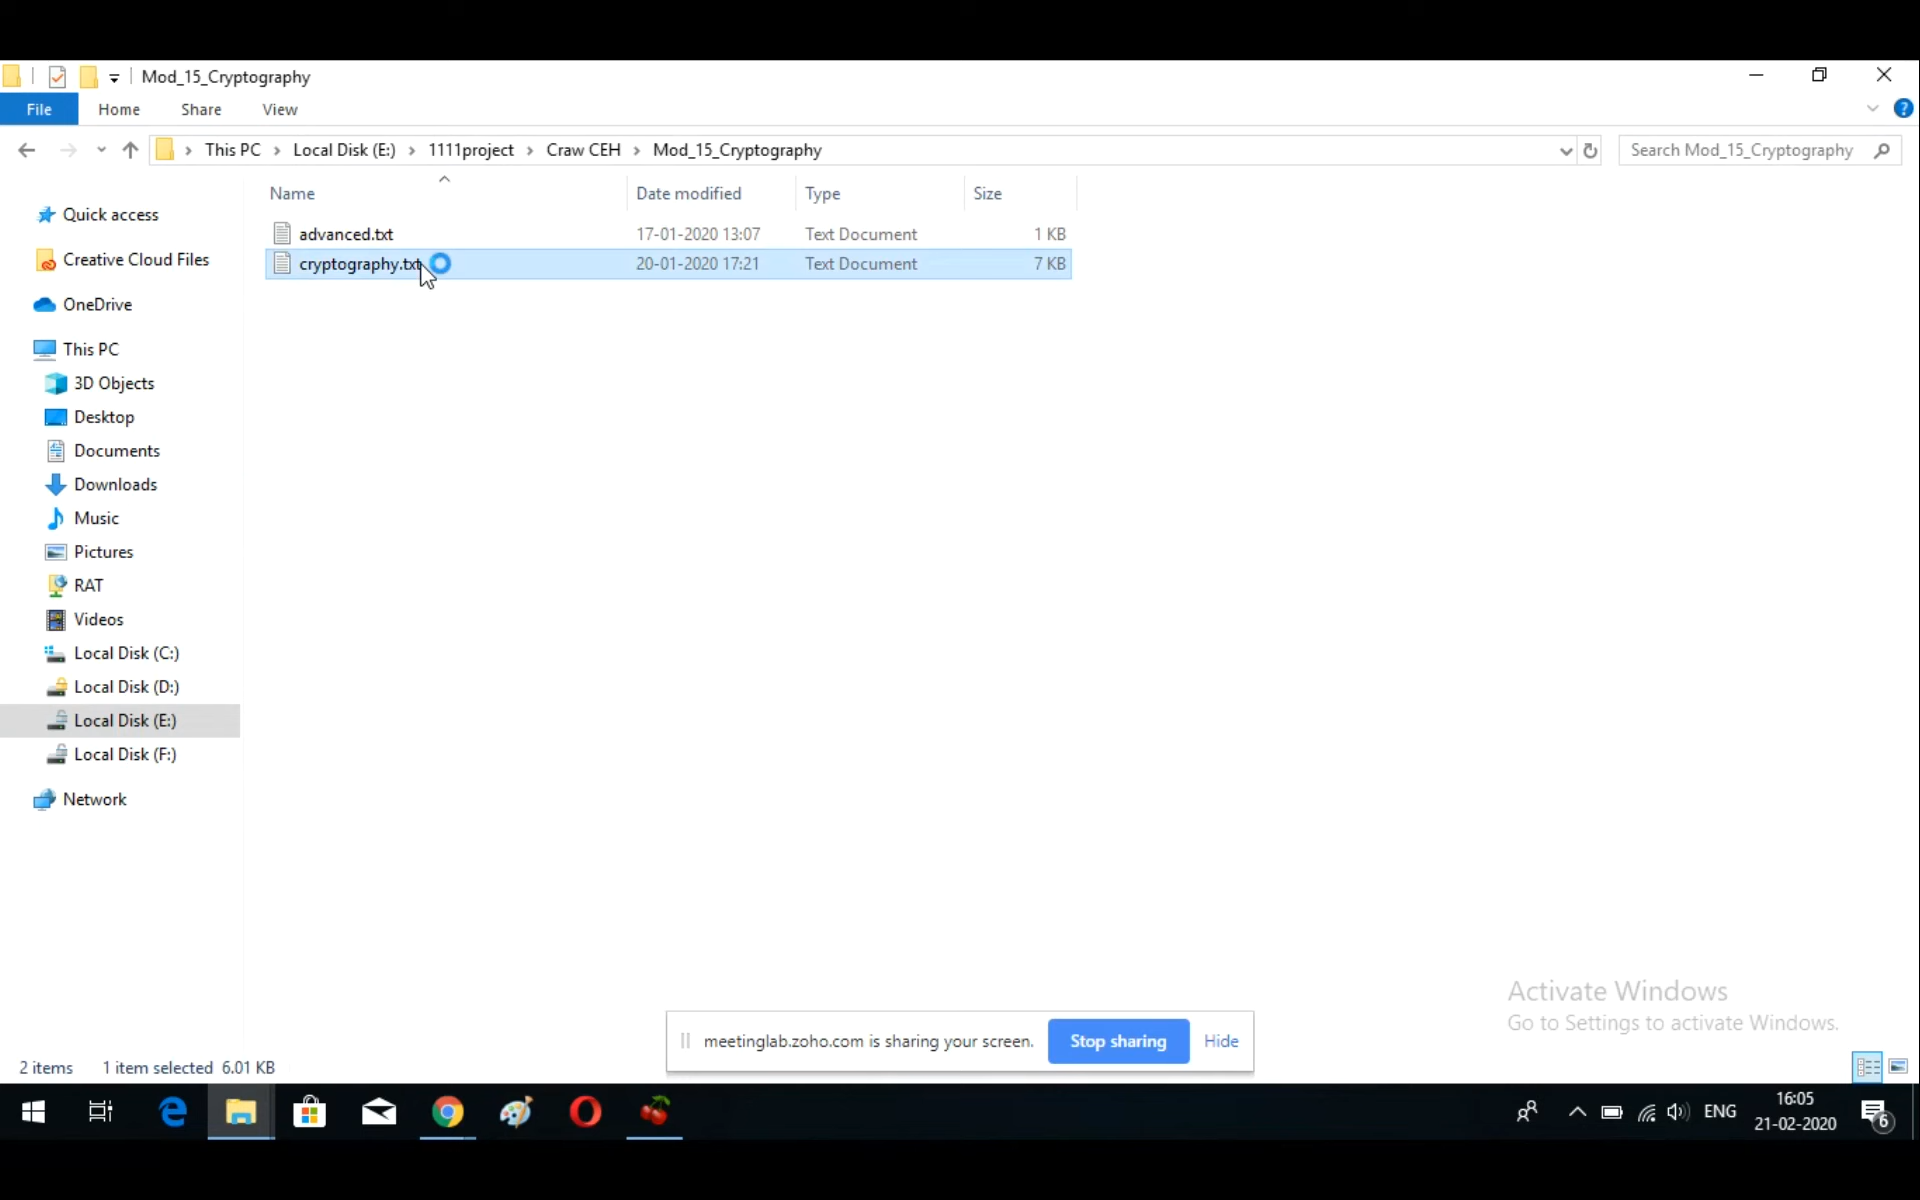 Mod_15_Cryptography
File Home Share View
This PC Local Disk (E:) 1111project Craw CEH Mod_15_Cryptography Search Mod_15_Cryptography
Name Date modified Type Size
advanced.txt 17-01-2020 13:07 Text Document 1 KB
cryptography.txt 20-01-2020 17:21 Text Document 7 KB
Quick access
Creative Cloud Files
OneDrive
This PC
3D Objects
Desktop
Documents
Downloads
Music
Pictures
RAT
Videos
Local Disk (C:)
Local Disk (D:)
Local Disk (E:)
Local Disk (F:)
Network
Activate Windows
Go to Settings to activate Windows.
meetinglab.zoho.com is sharing your screen. Stop sharing Hide
2 items 1 item selected 6.01 KB
ENG
16:05
21-02-2020
6